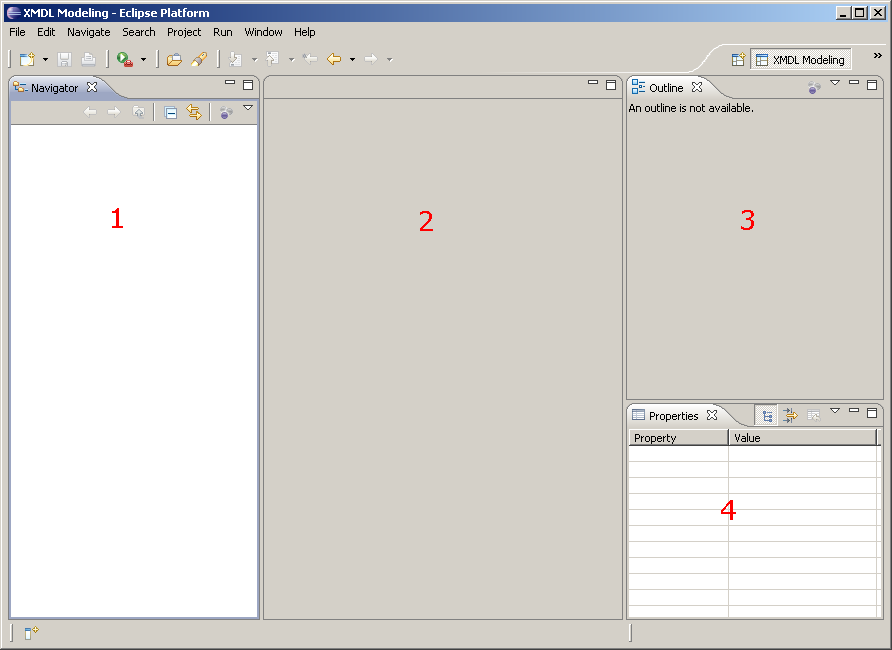 XMDL Modeling - Eclipse Platform
File Edit Navigate Search Project Run Window Help
XMDL Modeling
Navigator
Outline
An outline is not available.
1
2
3
Properties
Property Value
4